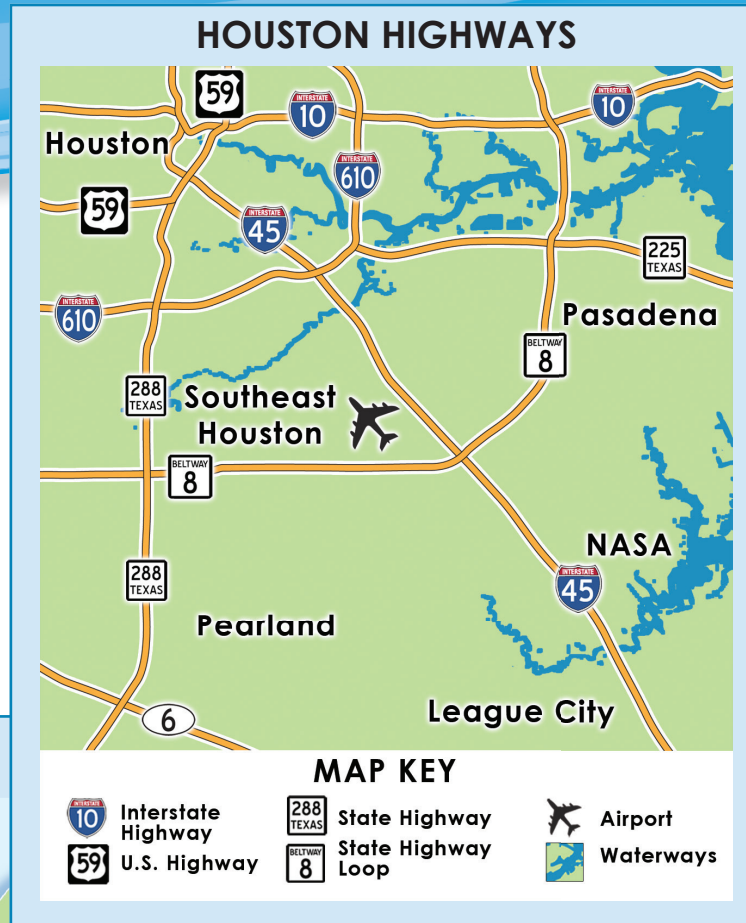 HOUSTON HIGHWAYS
59
INTERSTATE
10
INTERSTATE
10
Houston
INTERSTATE
610
59
INTERSTATE
45
225
TEXAS
INTERSTATE
610
Pasadena
BELTWAY
8
288
TEXAS
Southeast
Houston
BELTWAY
8
NASA
288
TEXAS
INTERSTATE
45
Pearland
League City
6
MAP KEY
INTERSTATE
10
Interstate
Highway
59
U.S. Highway
288
TEXAS
State Highway
BELTWAY
8
State Highway
Loop
Airport
Waterways